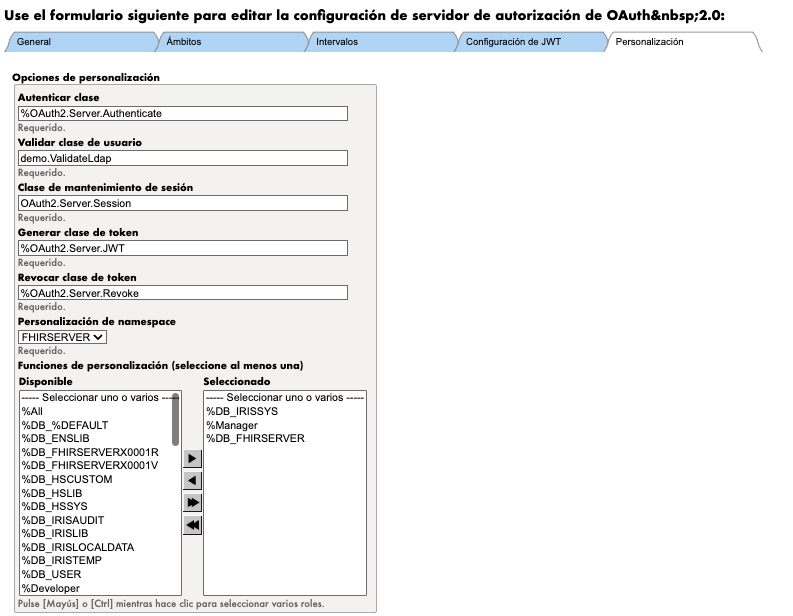 Use el formulario siguiente para editar la configuración de servidor de autorización de OAuth&nbsp;2.0:
General Ámbitos Intervalos Configuración de JWT Personalización
Opciones de personalización
Autenticar clase
%OAuth2.Server.Authenticate
Requerido.
Validar clase de usuario
demo.ValidateLdap
Requerido.
Clase de mantenimiento de sesión
OAuth2.Server.Session
Requerido.
Generar clase de token
%OAuth2.Server.JWT
Requerido.
Revocar clase de token
%OAuth2.Server.Revoke
Requerido.
Personalización de namespace
FHIRSERVER
Requerido.
Funciones de personalización (seleccione al menos una)
Disponible
----- Seleccionar uno o varios -----
%All
%DB_%DEFAULT
%DB_ENSLIB
%DB_FHIRSERVERX0001R
%DB_FHIRSERVERX0001V
%DB_HSCUSTOM
%DB_HSLIB
%DB_HSSYS
%DB_IRISAUDIT
%DB_IRISLIB
%DB_IRISLOCALDATA
%DB_IRISTEMP
%DB_USER
%Developer
Seleccionado
----- Seleccionar uno o varios -----
%DB_IRISSYS
%Manager
%DB_FHIRSERVER
Pulse [Mayús] o [Ctrl] mientras hace clic para seleccionar varios roles.